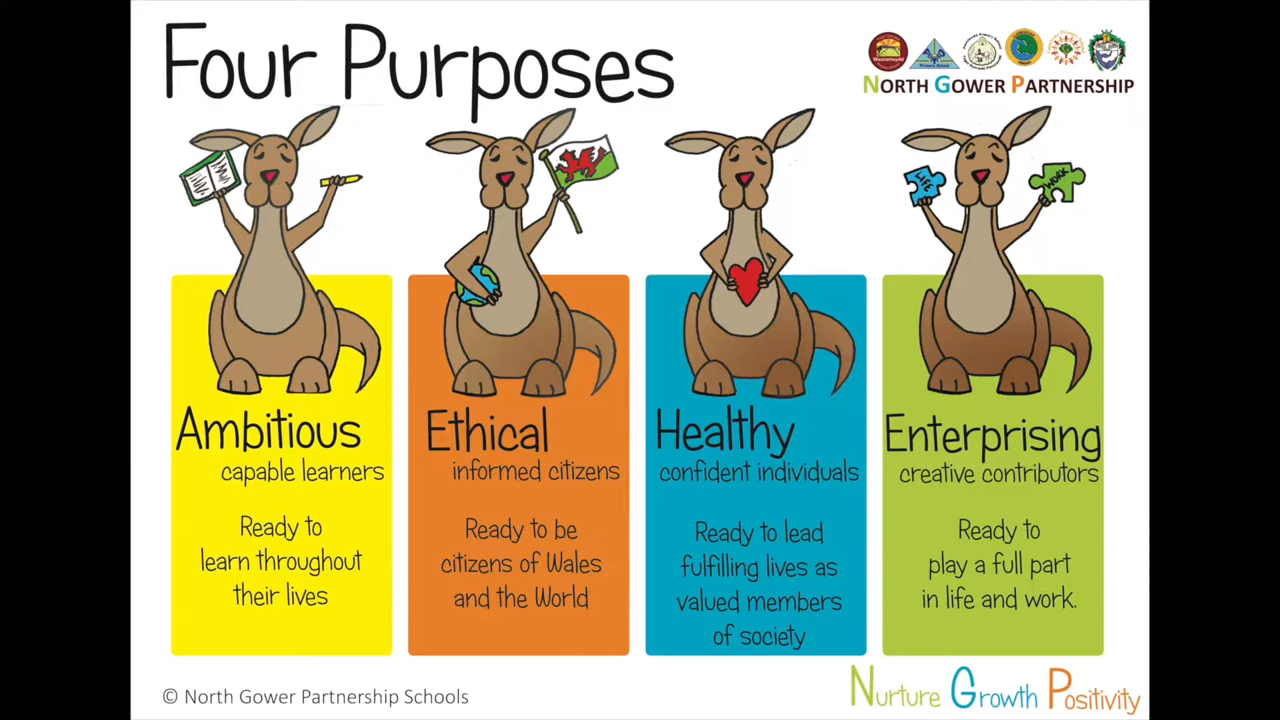 Four Purposes
NORTH GOWER PARTNERSHIP
LIFE
WORK
Ambitious
capable learners
Ready to
learn throughout
their lives
Ethical
informed citizens
Ready to be
citizens of Wales
and the World
Healthy
confident individuals
Ready to lead
fulfilling lives as
valued members
of society
Enterprising
creative contributors
Ready to
play a full part
in life and work.
© North Gower Partnership Schools
Nurture Growth Positivity